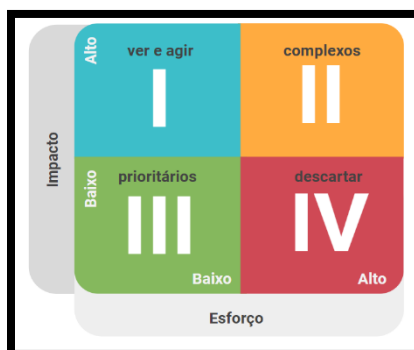 Impacto
Alto
ver e agir
I
complexos
II
Baixo
prioritários
III
Baixo
descartar
IV
Alto
Esforço